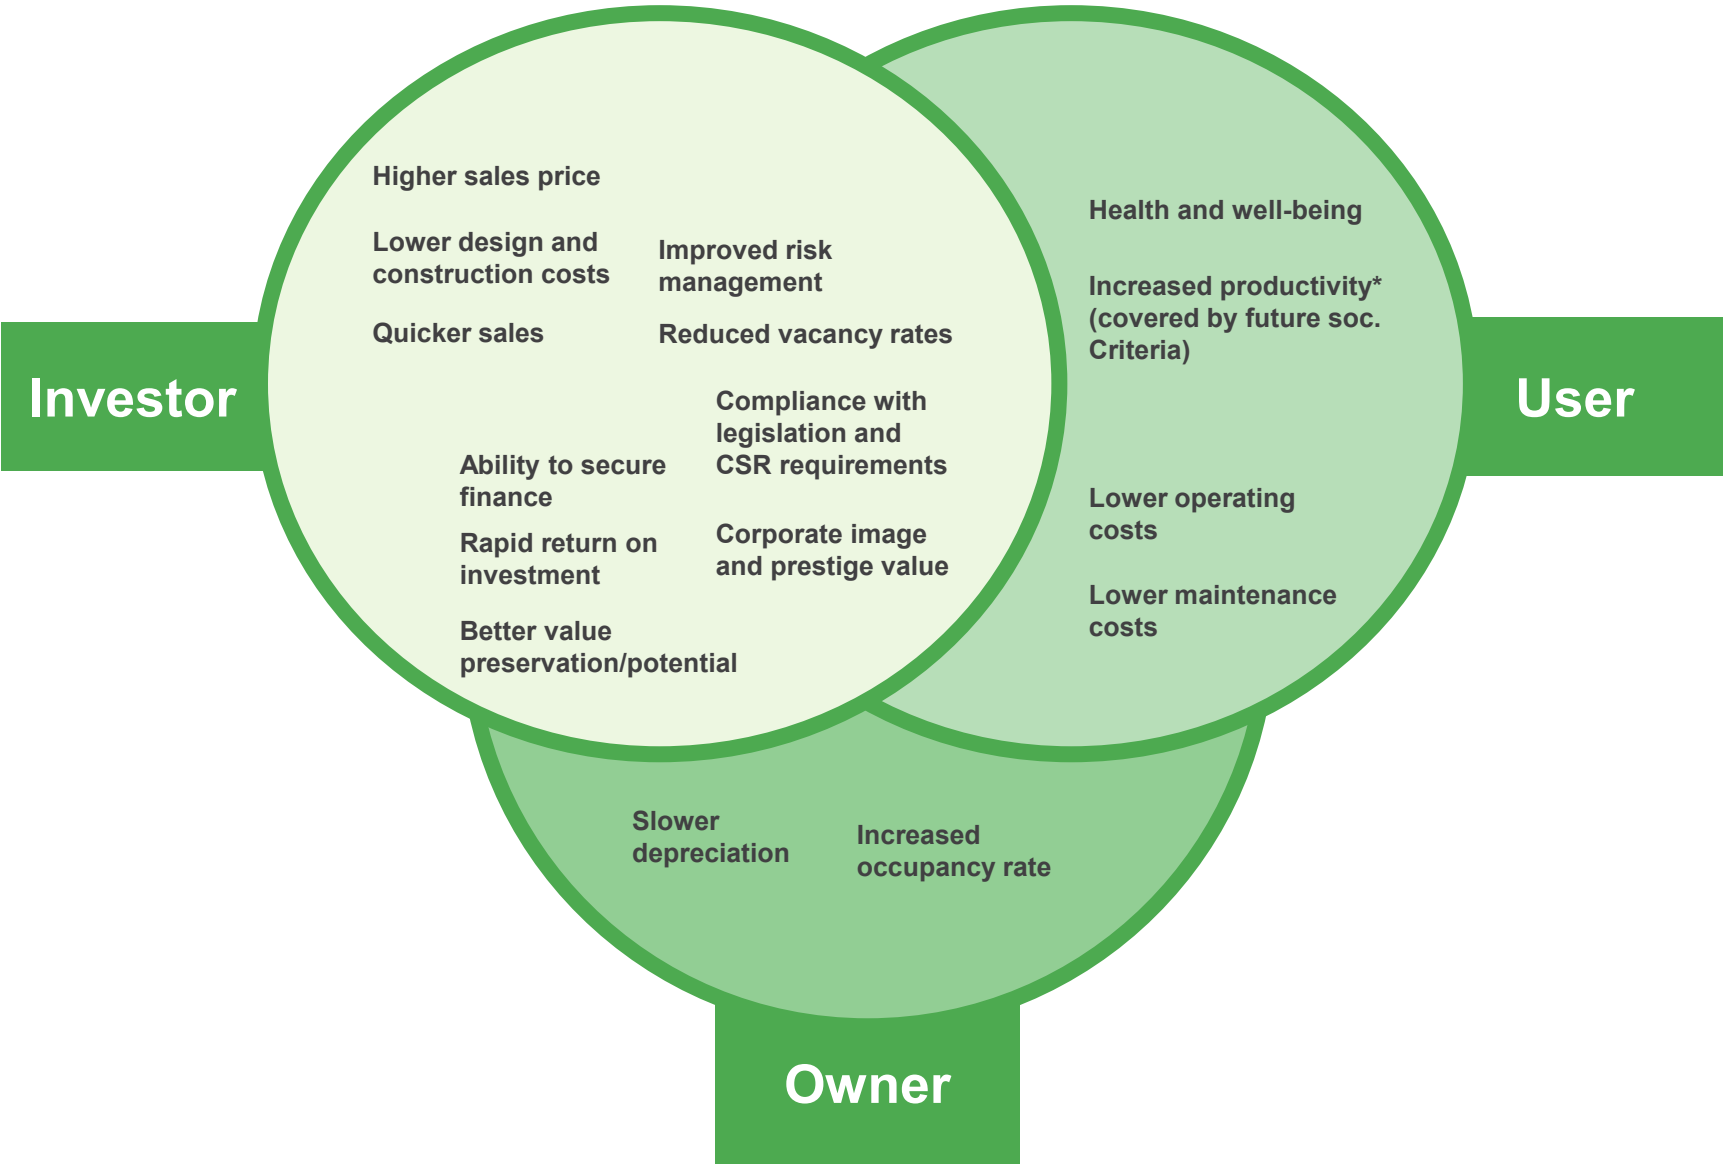 Higher sales price
Lower design and
construction costs
Quicker sales
Improved risk
management
Reduced vacancy rates
Investor
Compliance with
legislation and
CSR requirements
Ability to secure
finance
Rapid return on
investment
Corporate image
and prestige value
Better value
preservation/potential
Health and well-being
Increased productivity*
(covered by future soc.
Criteria)
User
Lower operating
costs
Lower maintenance
costs
Slower
depreciation
Increased
occupancy rate
Owner